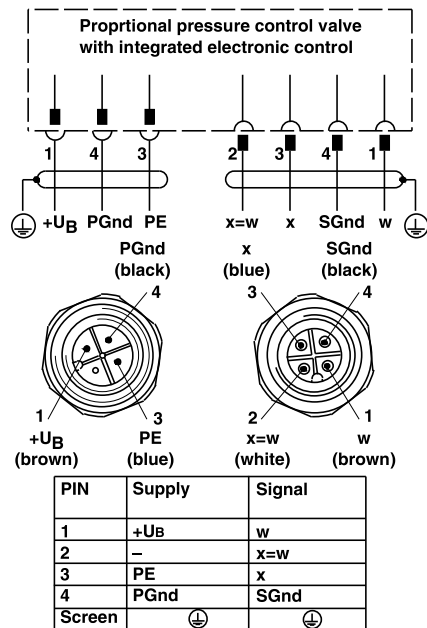 Proprtional pressure control valve
with integrated electronic control
1 4 3 2 3 4 1
+UB PGnd PE x=w x SGnd w
PGnd x SGnd
(black) (blue) (black)
4 3 4
1 3 2 1
+UB PE x=w w
(brown) (blue) (white) (brown)
PIN Supply Signal
1 +UB w
2 – x=w
3 PE x
4 PGnd SGnd
Screen